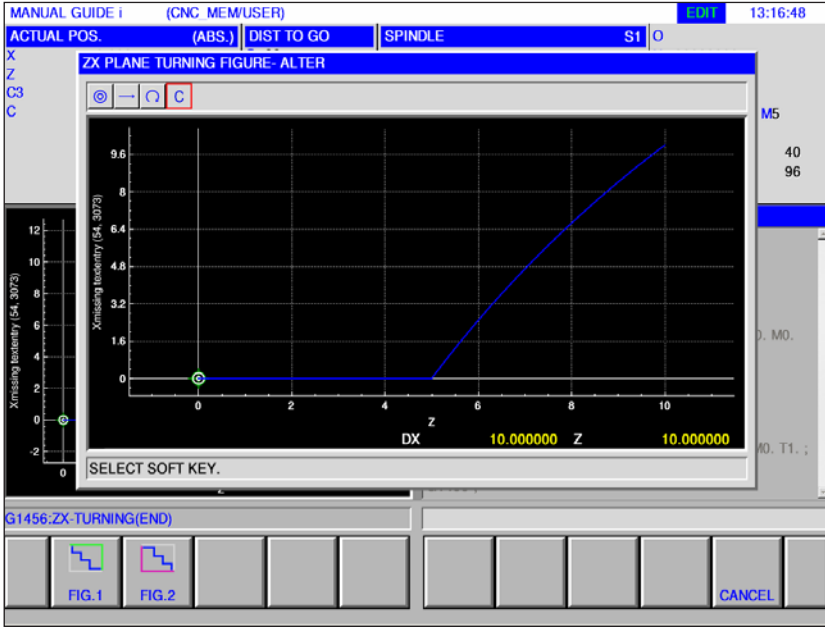 MANUAL GUIDE i (CNC_MEM/USER) EDIT 13:16:48
ACTUAL POS. (ABS.) DIST TO GO SPINDLE S1 O
X
Z
C3
C
M5
40
96
ZX PLANE TURNING FIGURE- ALTER
C
9.6
8
6.4
4.8
3.2
1.6
0
Xmissing textentry (54, 3073)
0 2 4 6 8 10
Z
DX 10.000000 Z 10.000000
SELECT SOFT KEY.
12
10
8
6
4
2
0
-2
Xmissing textentry (54, 3073)
0
0. M0.
M0. T1. ;
G1456:ZX-TURNING(END)
FIG.1 FIG.2 CANCEL